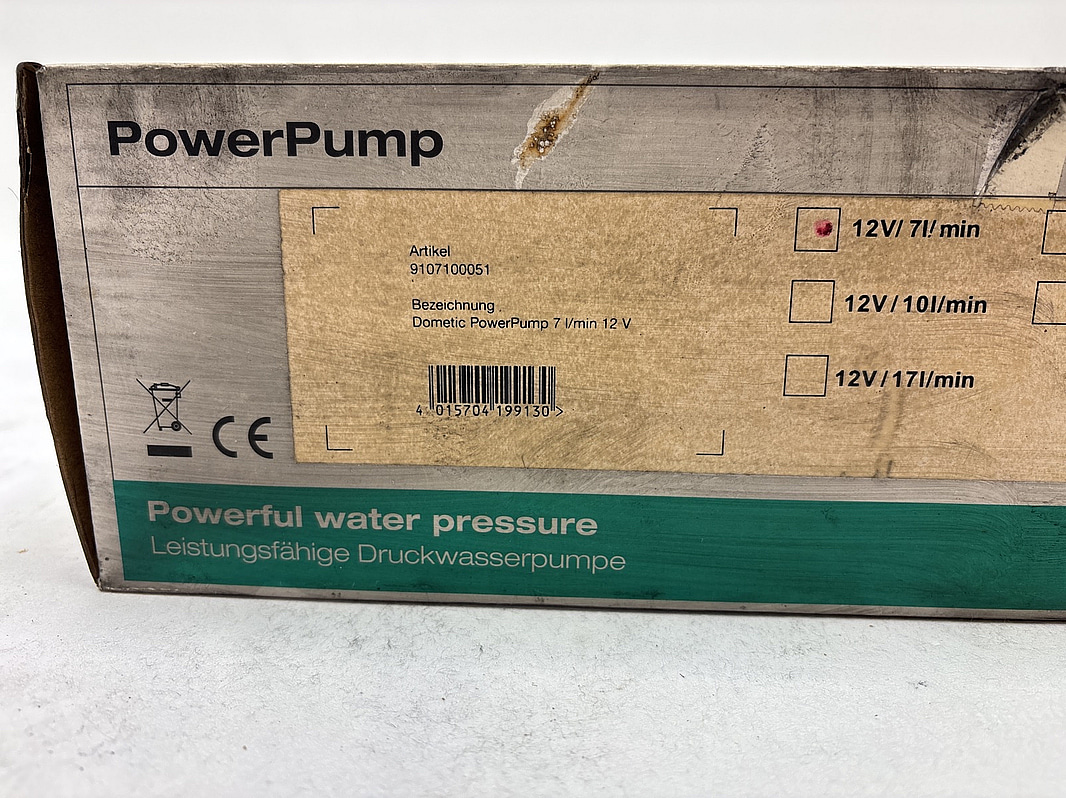 PowerPump
Artikel
9107100051
Bezeichnung
Dometic PowerPump 7 l/min 12 V
4 015704 199130 >
12V/ 7l/ min
12V/10l/min
12V/17l/min
CE
Powerful water pressure
Leistungsfähige Druckwasserpumpe